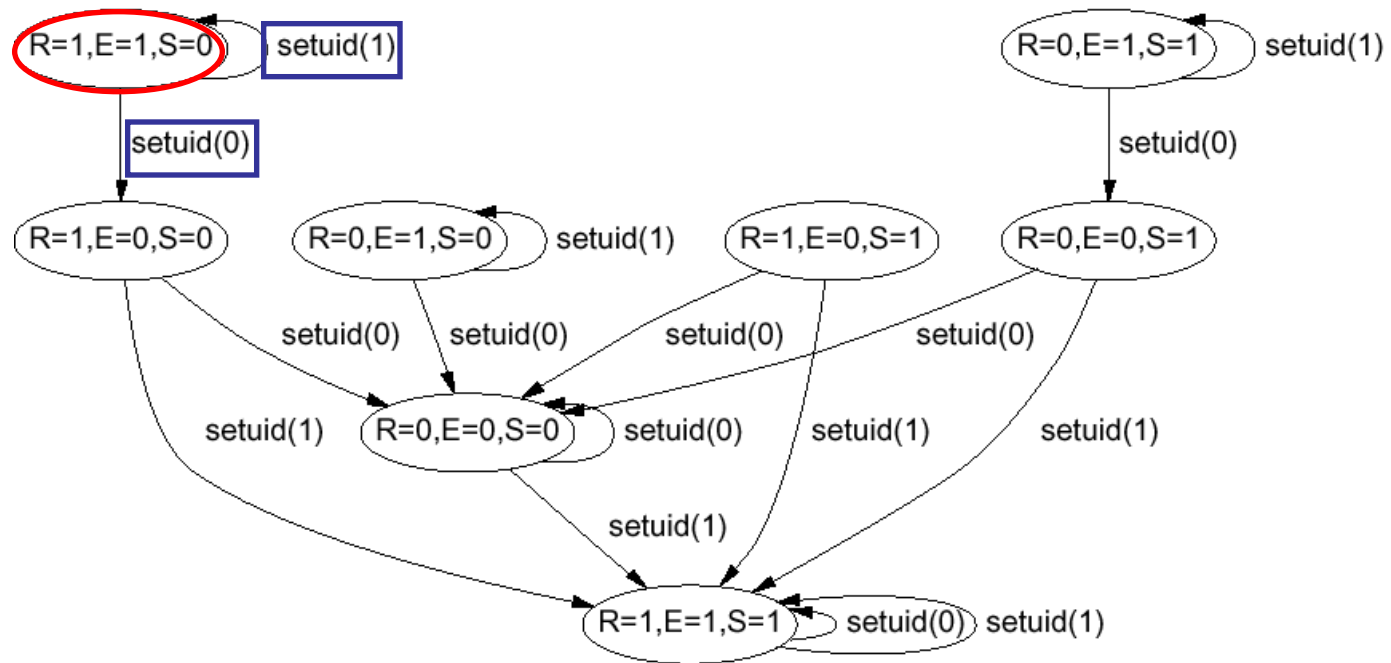 R=1,E=1,S=0
setuid(1)
R=0,E=1,S=1
setuid(1)
setuid(0)
setuid(0)
R=1,E=0,S=0
R=0,E=1,S=0
setuid(1)
R=1,E=0,S=1
R=0,E=0,S=1
setuid(0)
setuid(0)
setuid(0)
setuid(0)
setuid(1)
R=0,E=0,S=0
setuid(0)
setuid(1)
setuid(1)
setuid(1)
R=1,E=1,S=1
setuid(0)
setuid(1)